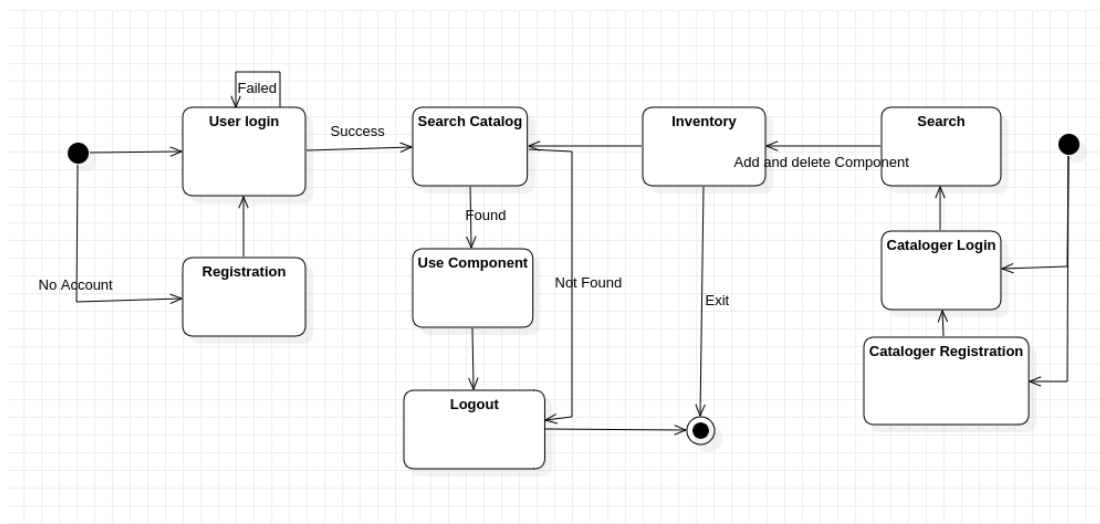 Failed
User login
Success
Search Catalog
Inventory
Search
Add and delete Component
Found
Cataloger Login
Use Component
Registration
No Account
Not Found
Exit
Cataloger Registration
Logout